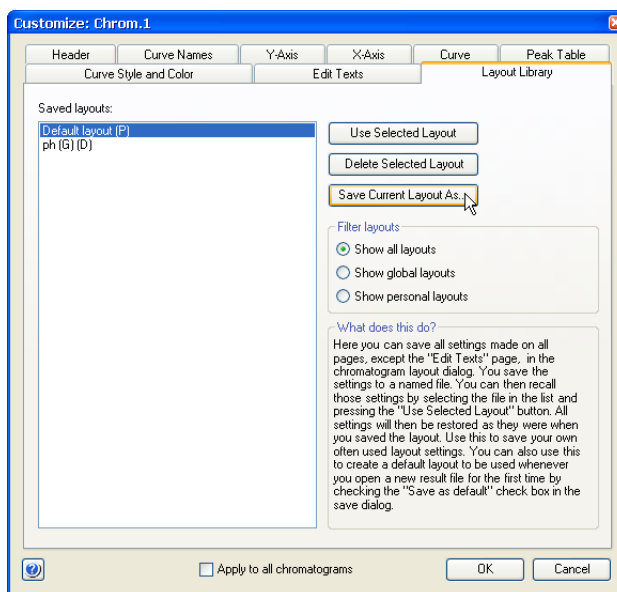 Customize: Chrom.1
Header Curve Names Y-Axis X-Axis Curve Peak Table
Curve Style and Color Edit Texts Layout Library
Saved layouts:
Default layout (P)
ph (G) (D)
Use Selected Layout
Delete Selected Layout
Save Current Layout As...
Filter layouts
Show all layouts
Show global layouts
Show personal layouts
What does this do?
Here you can save all settings made on all
pages, except the "Edit Texts" page, in the
chromatogram layout dialog. You save the
settings to a named file. You can then recall
those settings by selecting the file in the list and
pressing the "Use Selected Layout" button. All
settings will then be restored as they were when
you saved the layout. Use this to save your own
often used layout settings. You can also use this
to create a default layout to be used whenever
you open a new result file for the first time by
checking the "Save as default" check box in the
save dialog.
Apply to all chromatograms
OK Cancel